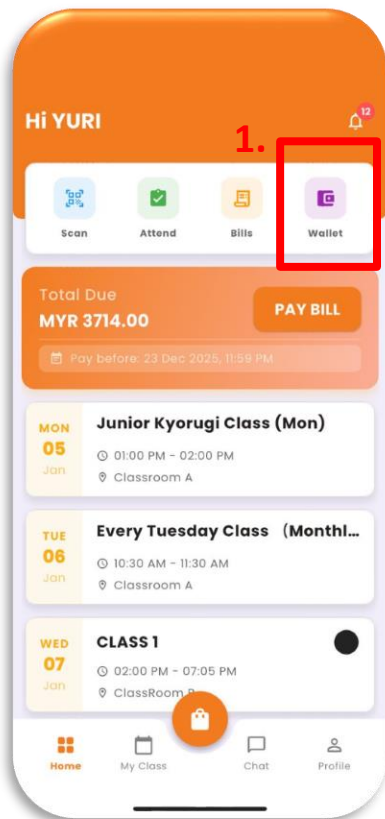 Hi YURI
12
1.
Scan
Attend
Bills
Wallet
Total Due
MYR 3714.00
PAY BILL
Pay before: 23 Dec 2025, 11:59 PM
MON
05
Jan
Junior Kyorugi Class (Mon)
01:00 PM - 02:00 PM
Classroom A
TUE
06
Jan
Every Tuesday Class （Monthl...
10:30 AM - 11:30 AM
Classroom A
WED
07
Jan
CLASS 1
02:00 PM - 07:05 PM
ClassRoom
Home
My Class
Chat
Profile